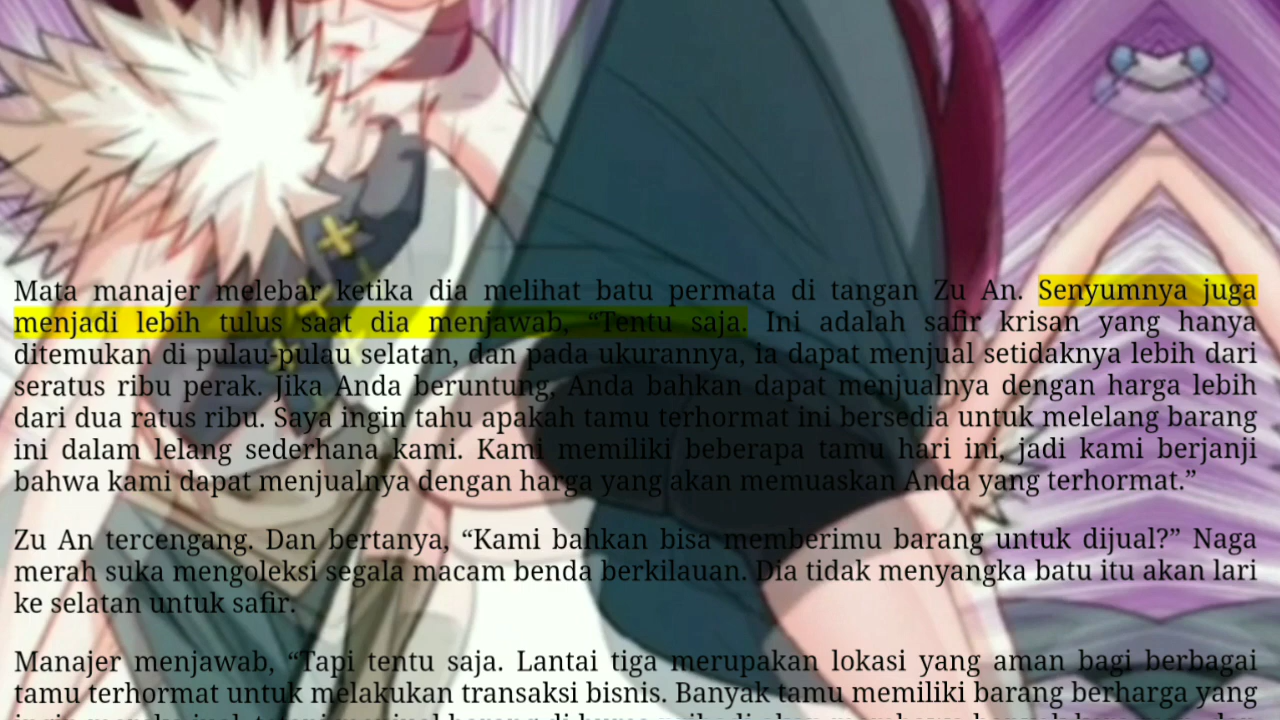 Mata manajer melebar ketika dia melihat batu permata di tangan Zu An. Senyumnya juga
menjadi lebih tulus saat dia menjawab, “Tentu saja. Ini adalah safir krisan yang hanya
ditemukan di pulau-pulau selatan, dan pada ukurannya, ia dapat menjual setidaknya lebih dari
seratus ribu perak. Jika Anda beruntung, Anda bahkan dapat menjualnya dengan harga lebih
dari dua ratus ribu. Saya ingin tahu apakah tamu terhormat ini bersedia untuk melelang barang
ini dalam lelang sederhana kami. Kami memiliki beberapa tamu hari ini, jadi kami berjanji
bahwa kami dapat menjualnya dengan harga yang akan memuaskan Anda yang terhormat.”
Zu An tercengang. Dan bertanya, “Kami bahkan bisa memberimu barang untuk dijual?” Naga
merah suka mengoleksi segala macam benda berkilauan. Dia tidak menyangka batu itu akan lari
ke selatan untuk safir.
Manajer menjawab, “Tapi tentu saja. Lantai tiga merupakan lokasi yang aman bagi berbagai
tamu terhormat untuk melakukan transaksi bisnis. Banyak tamu memiliki barang berharga yang